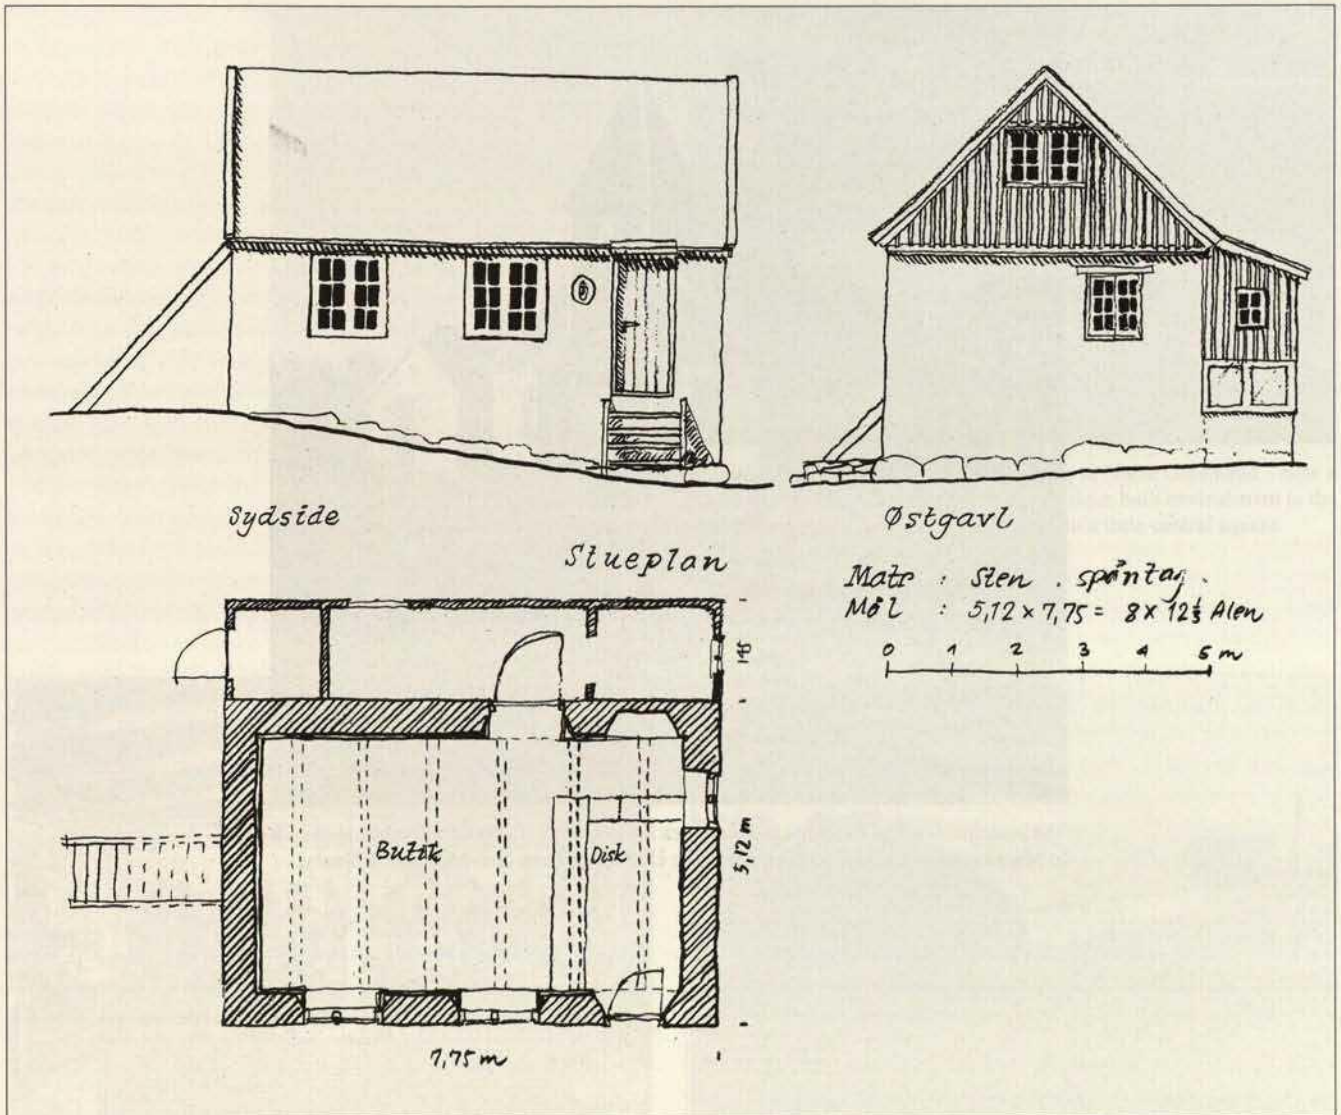 Sydside
Østgavl
Stueplan
Matr : Sten . spåntag .
Mål : 5,12 × 7,75 = 8 × 12⅓ Alen
0 1 2 3 4 5 m
Butik
Disk
5,12 m
7,75 m